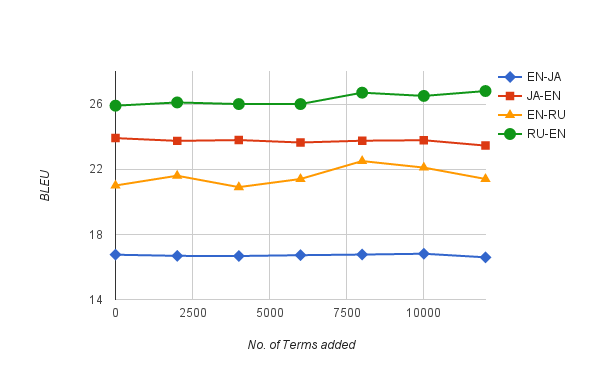 EN-JA
JA-EN
EN-RU
RU-EN
26
22
18
14
BLEU
0 2500 5000 7500 10000
No. of Terms added